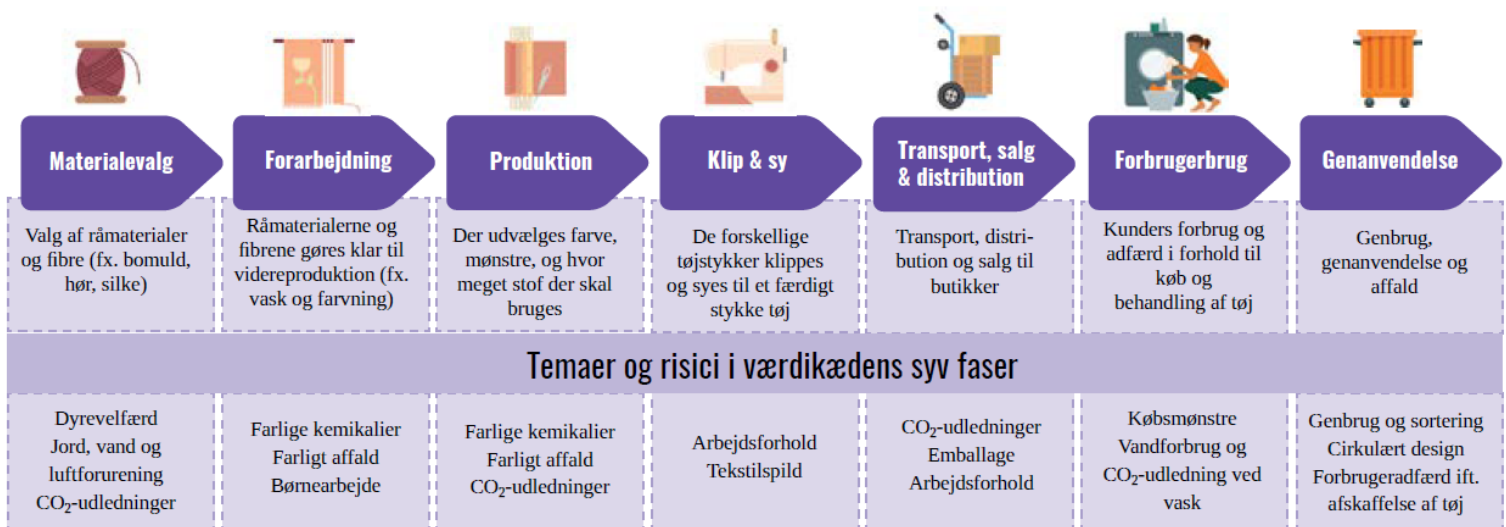 Materialevalg
Forarbejdning
Produktion
Klip & sy
Transport, salg
& distribution
Forbrugerbrug
Genanvendelse
Valg af råmaterialer
og fibre (fx. bomuld,
hør, silke)
Råmaterialerne og
fibrene gøres klar til
videreproduktion (fx.
vask og farvning)
Der udvælges farve,
mønstre, og hvor
meget stof der skal
bruges
De forskellige
tøjstykker klippes
og syes til et færdigt
stykke tøj
Transport, distri-
bution og salg til
butikker
Kunders forbrug og
adfærd i forhold til
køb og
behandling af tøj
Genbrug,
genanvendelse og
affald
Temaer og risici i værdikædens syv faser
Dyrevelfærd
Jord, vand og
luftforurening
CO₂-udledninger
Farlige kemikalier
Farligt affald
Børnearbejde
Farlige kemikalier
Farligt affald
CO₂-udledninger
Arbejdsforhold
Tekstilspild
CO₂-udledninger
Emballage
Arbejdsforhold
Købsmønstre
Vandforbrug og
CO₂-udledning ved
vask
Genbrug og sortering
Cirkulært design
Forbrugeradfærd ift.
afskaffelse af tøj